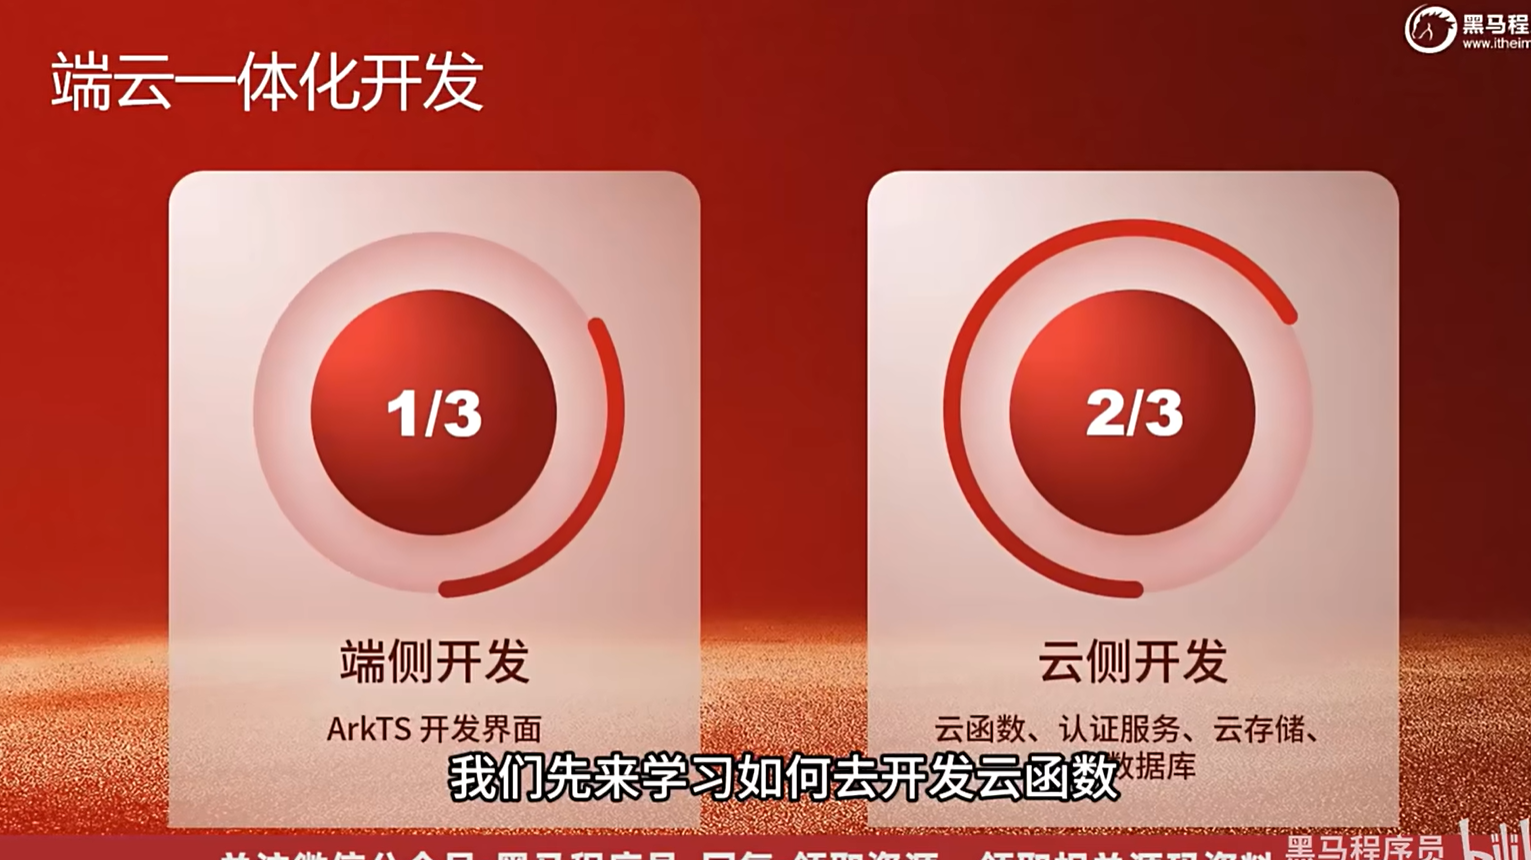 黑马程
www.itheim
端云一体化开发
1/3
2/3
端侧开发
云侧开发
ArkTS 开发界面
云函数、认证服务、云存储、
数据库
我们先来学习如何去开发云函数
黑马程序员